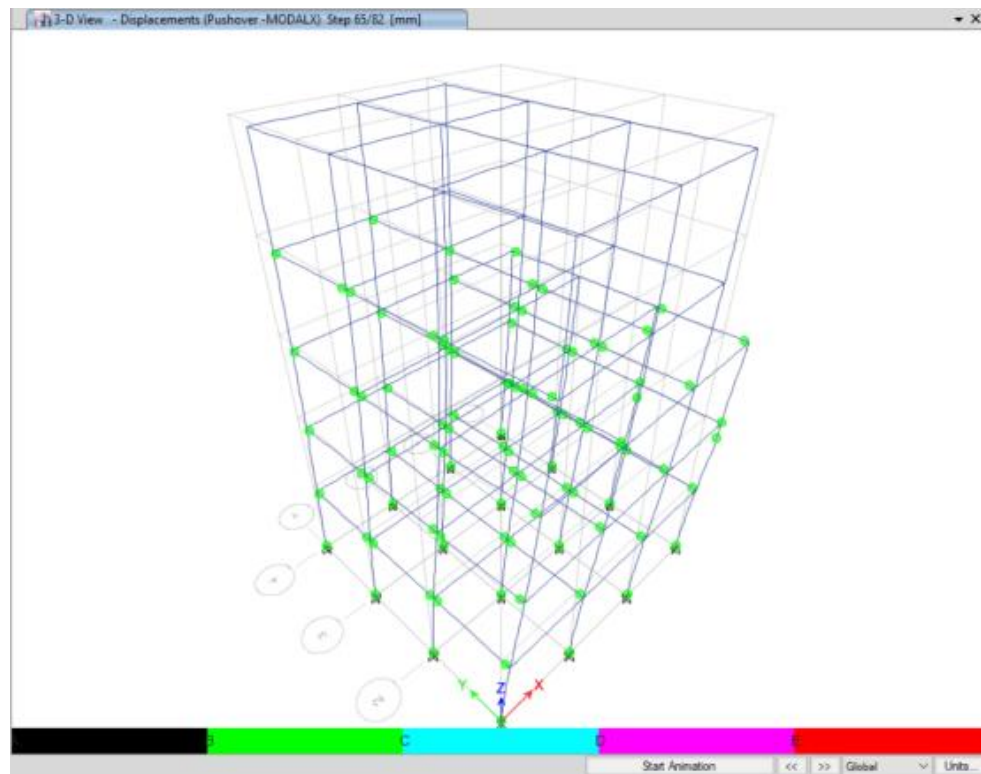 3-D View - Displacements (Pushover -MODALX) Step 65/82 [mm]
X
Y
Z
X
B
C
D
E
Start Animation
<<
>>
Global
Units...